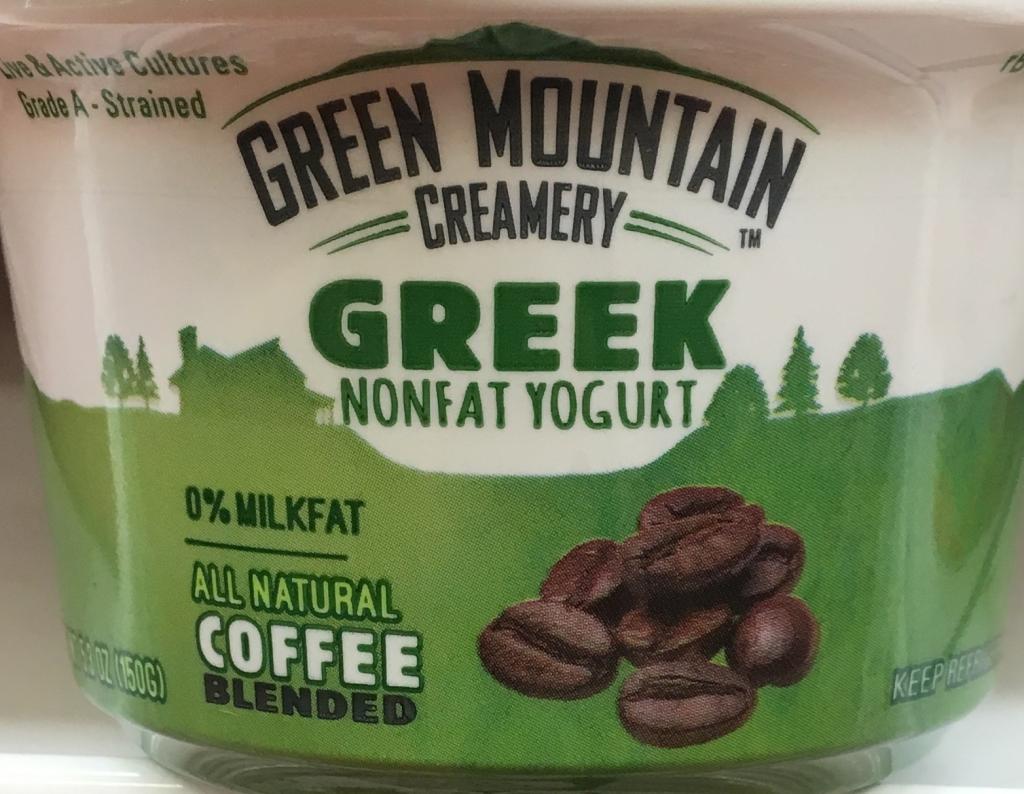 Live & Active Cultures
Grade A - Strained
GREEN MOUNTAIN
CREAMERY TM
GREEK
NONFAT YOGURT
0% MILKFAT
ALL NATURAL
COFFEE
BLENDED
OZ (150G)
KEEP